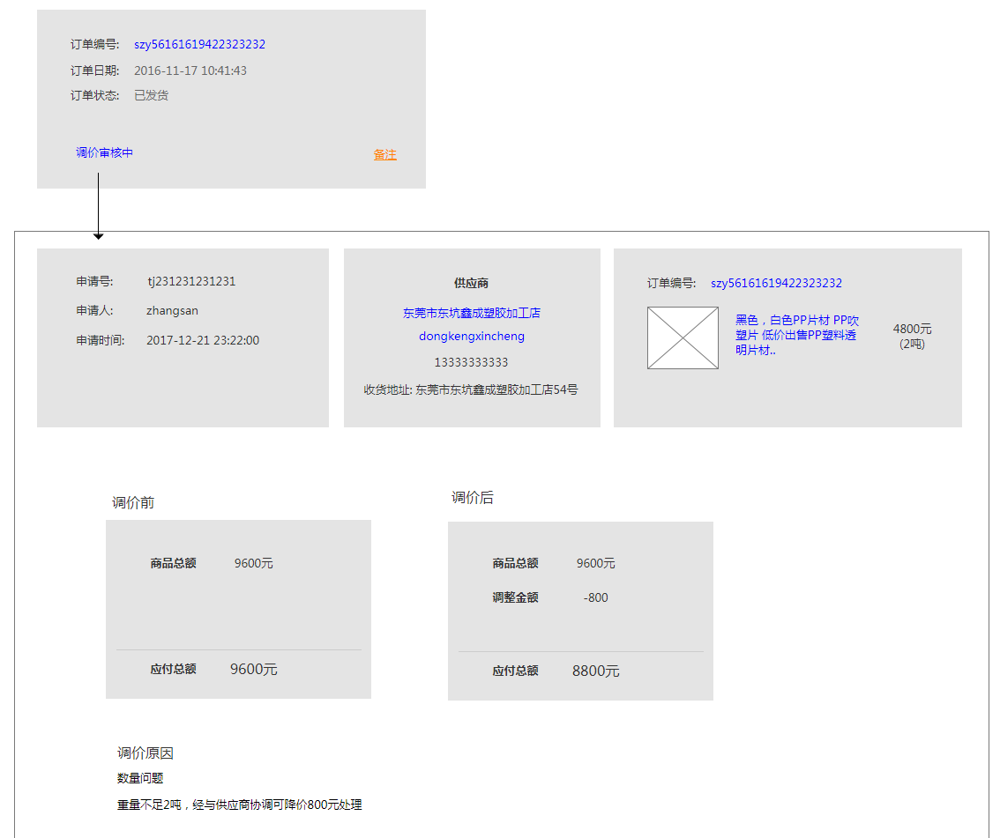 订单编号: szy56161619422323232
订单日期: 2016-11-17 10:41:43
订单状态: 已发货
调价审核中
备注
申请号: tj231231231231
申请人: zhangsan
申请时间: 2017-12-21 23:22:00
供应商
东莞市东坑鑫成塑胶加工店
dongkengxincheng
13333333333
收货地址: 东莞市东坑鑫成塑胶加工店54号
订单编号: szy56161619422323232
黑色，白色PP片材 PP吹
塑片 低价出售PP塑料透
明片材..
4800元
(2吨)
调价前
商品总额 9600元
应付总额 9600元
调价后
商品总额 9600元
调整金额 -800
应付总额 8800元
调价原因
数量问题
重量不足2吨，经与供应商协调可降价800元处理